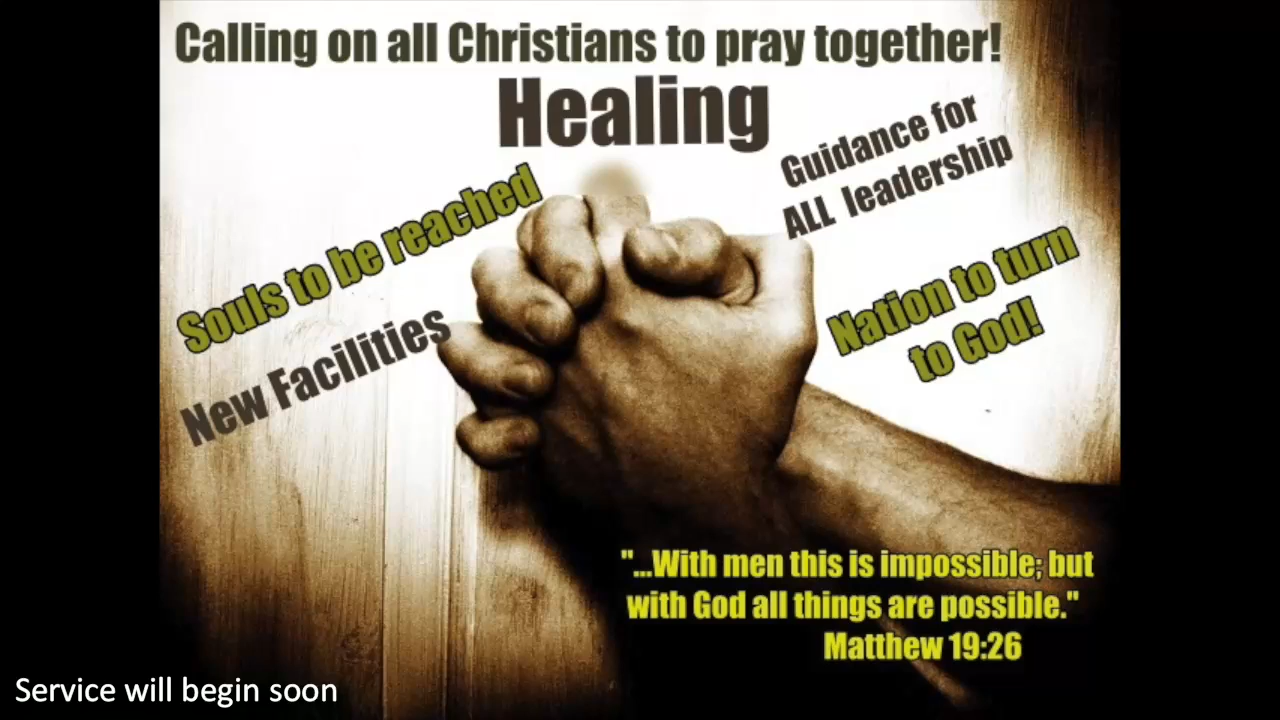 Calling on all Christians to pray together!
Healing
Guidance for
ALL leadership
Souls to be reached
New Facilities
Nation to turn
to God!
"...With men this is impossible; but
with God all things are possible."
Matthew 19:26
Service will begin soon